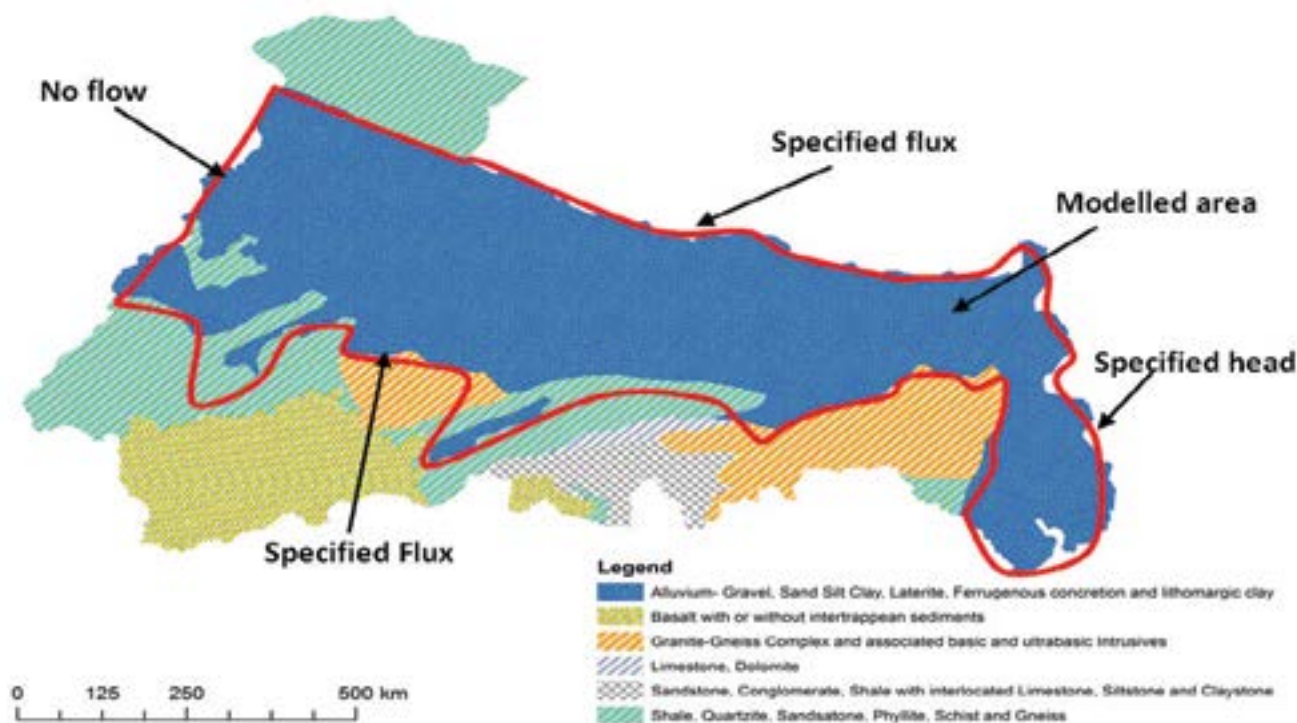 No flow
Specified flux
Modelled area
Specified head
Specified Flux
Legend
Alluvium- Gravel, Sand Silt Clay, Laterite, Ferrugenous concretion and lithomargic clay
Basalt with or without intertrappean sediments
Granite-Gneiss Complex and associated basic and ultrabasic Intrusives
Limestone, Dolomite
Sandstone, Conglomerate, Shale with interlocated Limestone, Siltstone and Claystone
Shale, Quartzite, Sandsatone, Phyllite, Schist and Gneiss
0 125 250 500 km